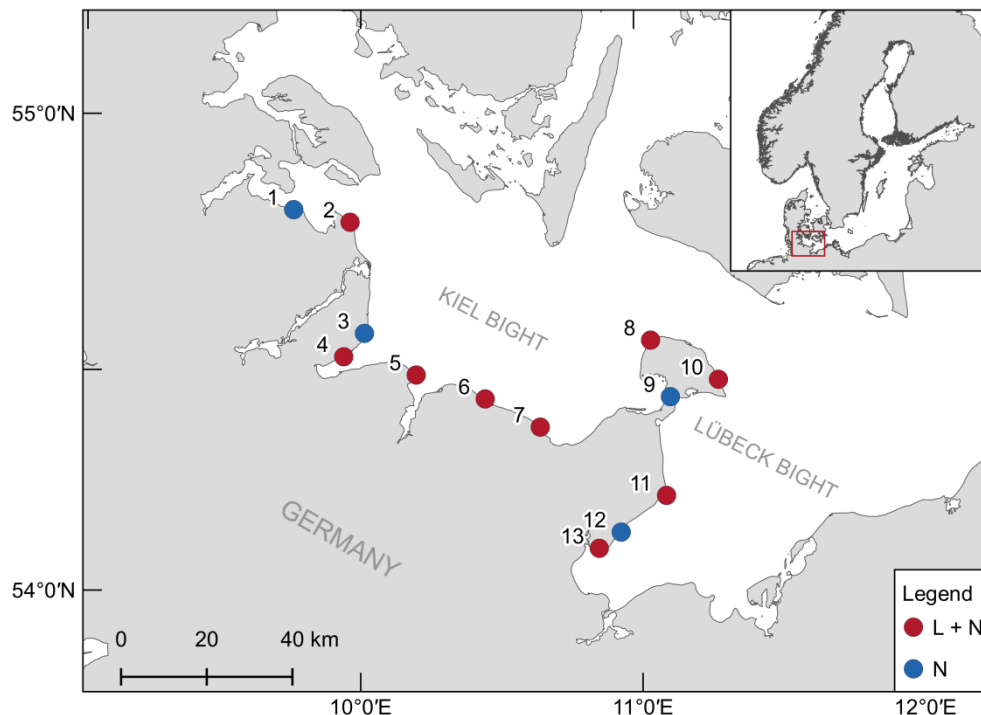 55°0′N
1
2
KIEL BIGHT
3
4
5
6
7
8
9
10
LÜBECK BIGHT
11
12
13
GERMANY
54°0′N
0 20 40 km
Legend
L + N
N
10°0′E
11°0′E
12°0′E